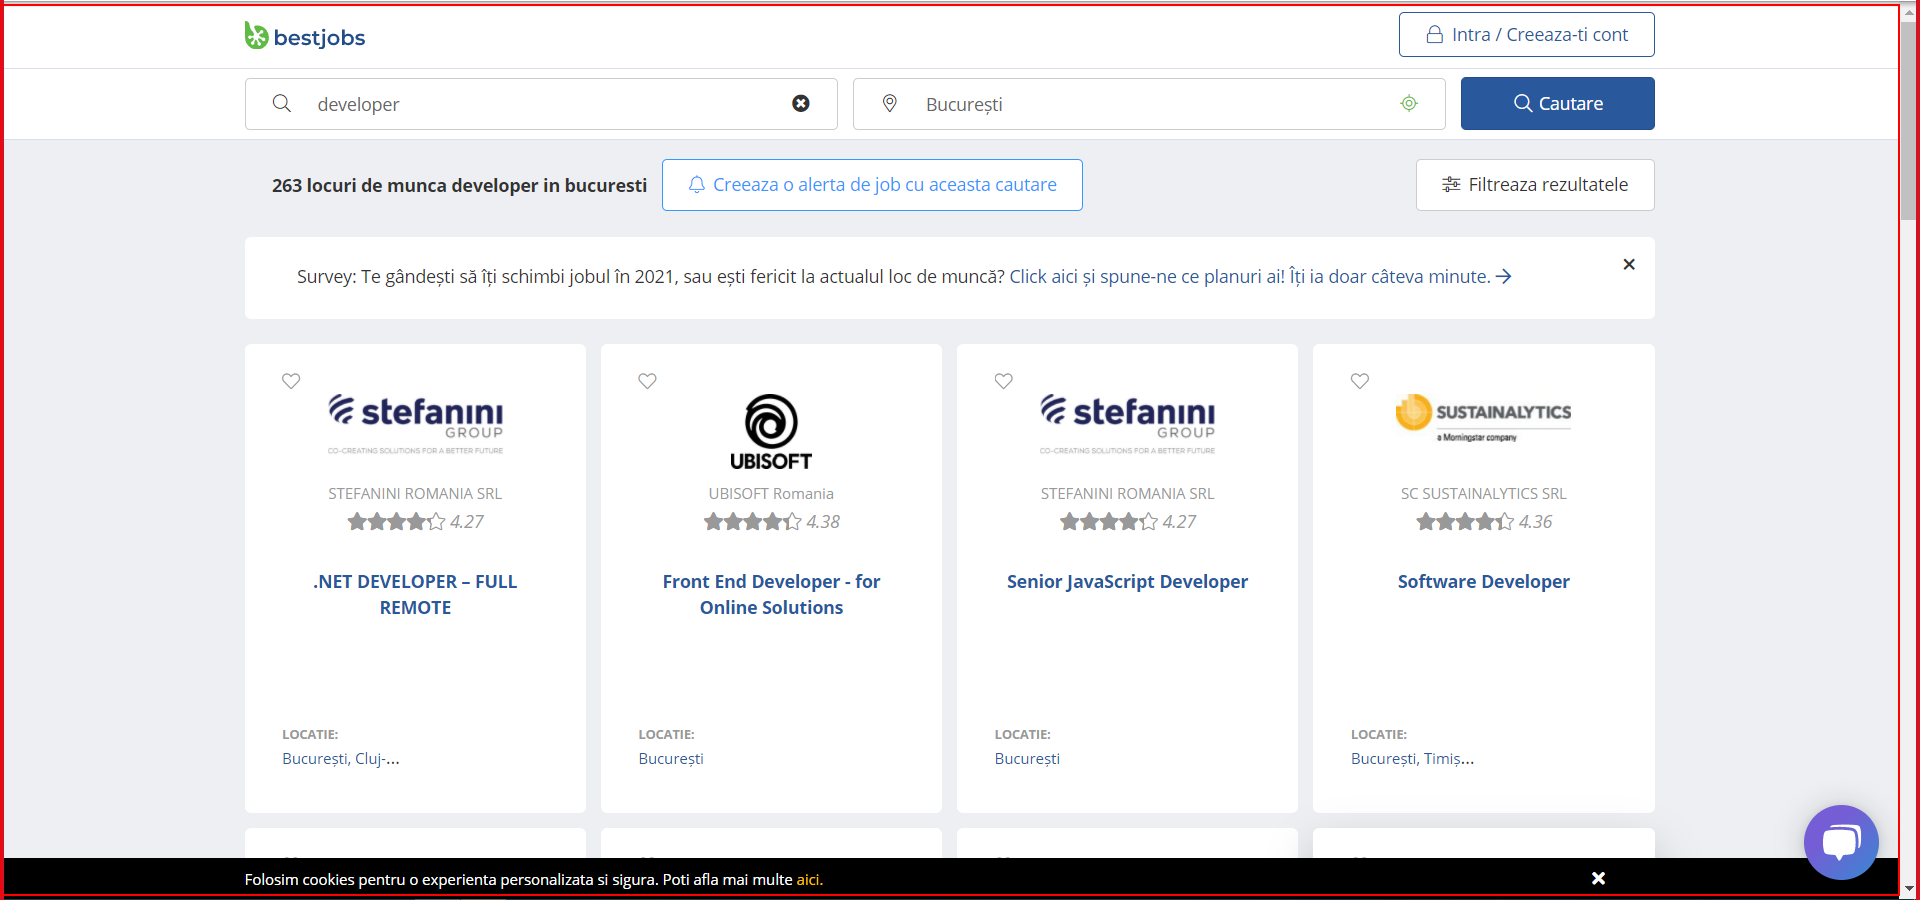 bestjobs
Intra / Creeaza-ti cont
developer
București
Cautare
263 locuri de munca developer in bucuresti
Creeaza o alerta de job cu aceasta cautare
Filtreaza rezultatele
Survey: Te gândești să îți schimbi jobul în 2021, sau ești fericit la actualul loc de muncă? Click aici și spune-ne ce planuri ai! Îți ia doar câteva minute. →
stefanini
GROUP
CO-CREATING SOLUTIONS FOR A BETTER FUTURE
STEFANINI ROMANIA SRL
4.27
.NET DEVELOPER – FULL
REMOTE
LOCATIE:
București, Cluj-...
UBISOFT
UBISOFT Romania
4.38
Front End Developer - for
Online Solutions
LOCATIE:
București
stefanini
GROUP
CO-CREATING SOLUTIONS FOR A BETTER FUTURE
STEFANINI ROMANIA SRL
4.27
Senior JavaScript Developer
LOCATIE:
București
SUSTAINALYTICS
a Morningstar company
SC SUSTAINALYTICS SRL
4.36
Software Developer
LOCATIE:
București, Timiș...
Folosim cookies pentru o experienta personalizata si sigura. Poti afla mai multe aici.